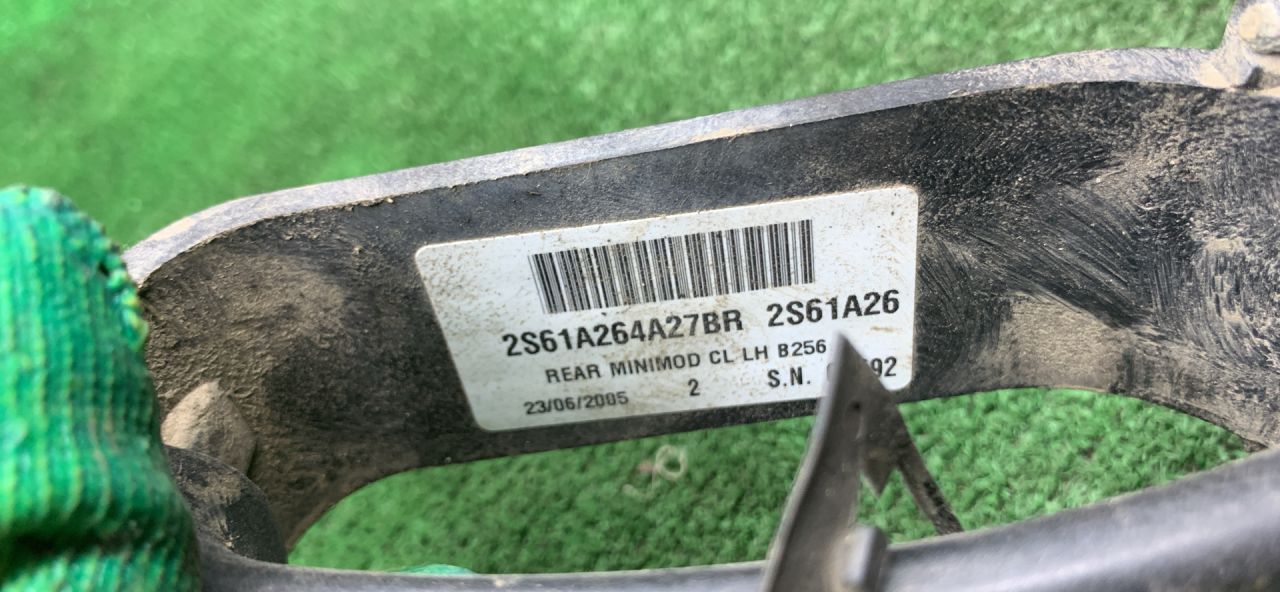 2S61A264A27BR 2S61A26
REAR MINIMOD CL LH B256
23/06/2005 2 S.N.